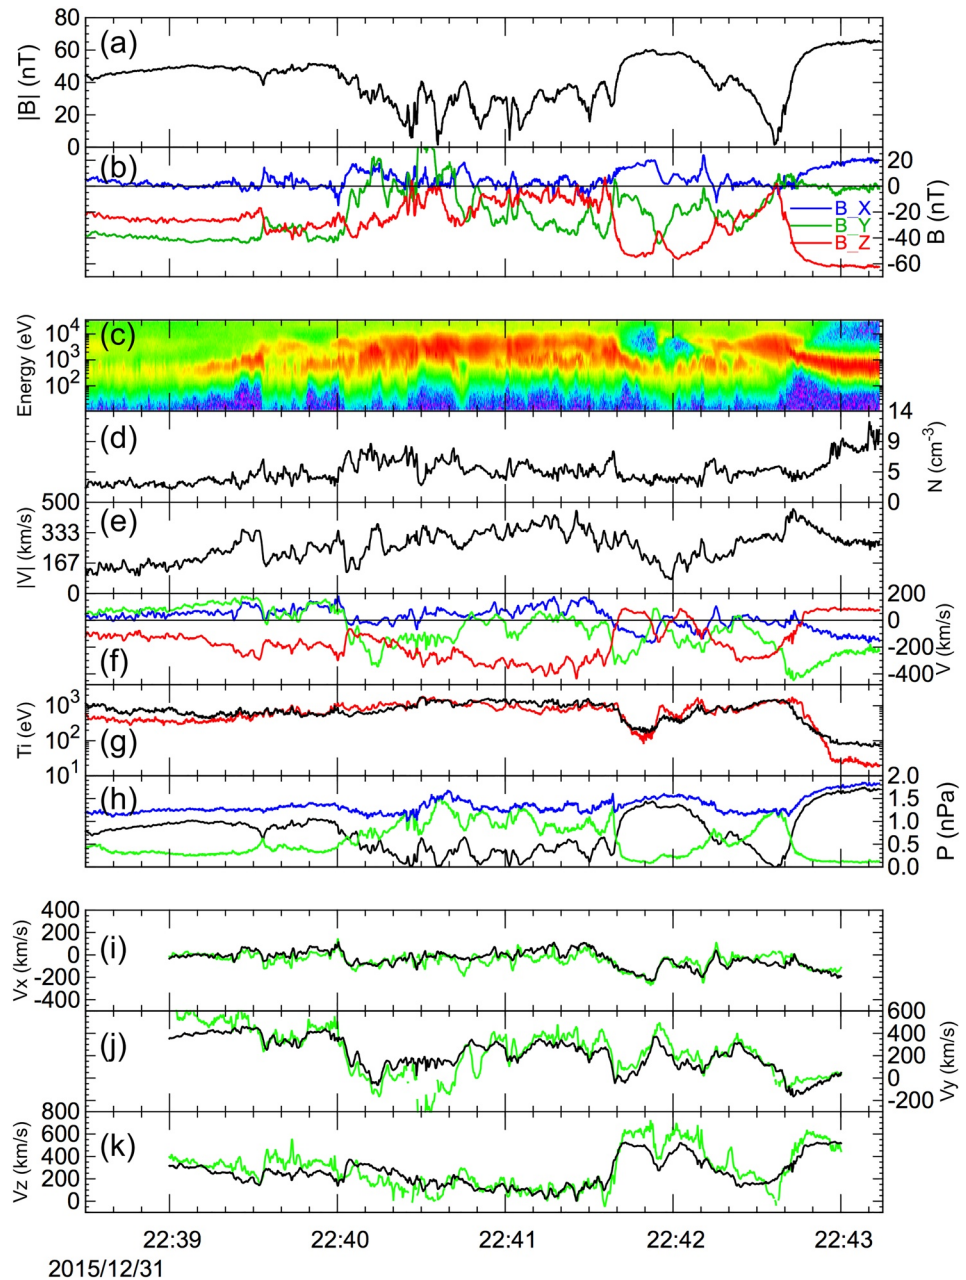 (a)
|B| (nT)
80
60
40
20
0
(b)
20
0
-20
-40
-60
B (nT)
B_X
B_Y
B_Z
(c)
Energy (eV)
10⁴
10³
10²
(d)
14
9
5
0
N (cm⁻³)
(e)
|V| (km/s)
500
333
167
0
(f)
200
0
-200
-400
V (km/s)
(g)
Ti (eV)
10³
10²
10¹
(h)
2.0
1.5
1.0
0.5
0.0
P (nPa)
(i)
Vx (km/s)
400
200
0
-200
-400
(j)
600
400
200
0
-200
Vy (km/s)
(k)
Vz (km/s)
800
600
400
200
0
22:39 22:40 22:41 22:42 22:43
2015/12/31